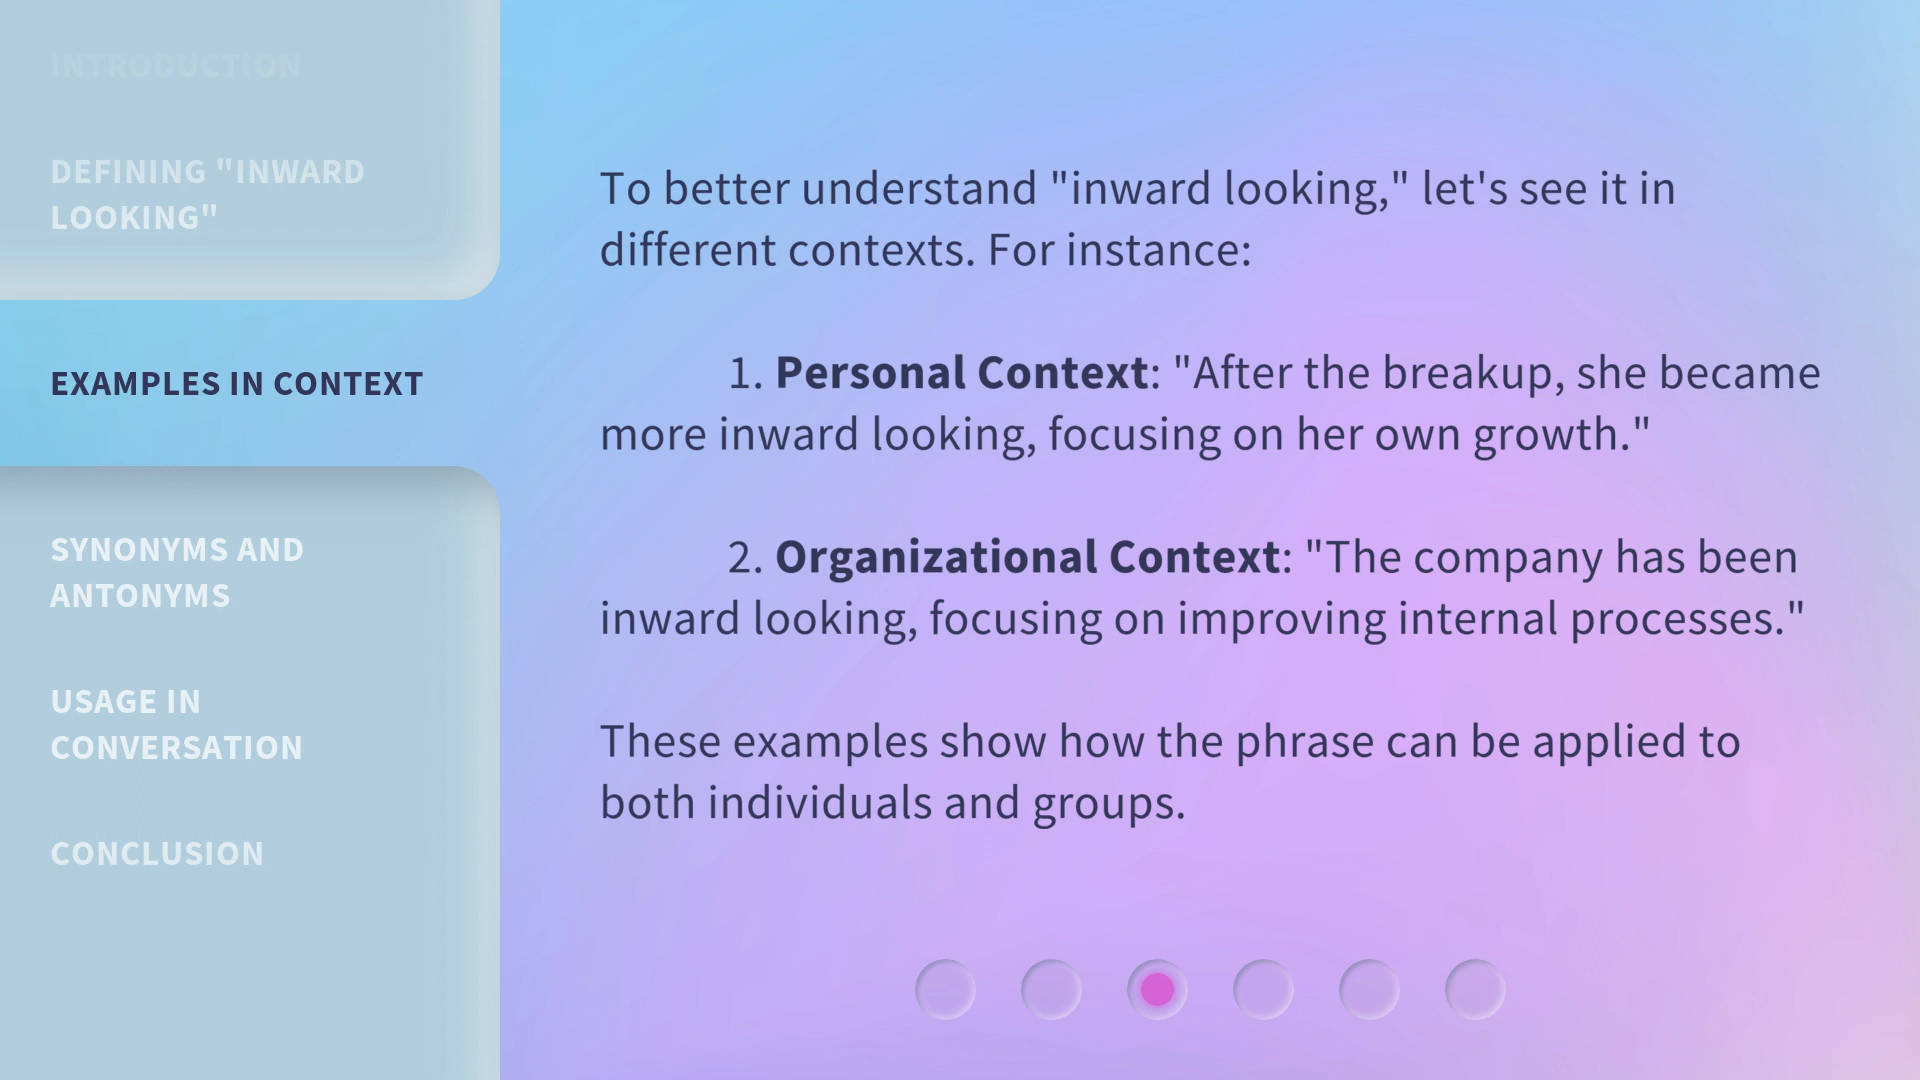 INTRODUCTION
DEFINING "INWARD
LOOKING"
EXAMPLES IN CONTEXT
SYNONYMS AND
ANTONYMS
USAGE IN
CONVERSATION
CONCLUSION
To better understand "inward looking," let's see it in
different contexts. For instance:
1. Personal Context: "After the breakup, she became
more inward looking, focusing on her own growth."
2. Organizational Context: "The company has been
inward looking, focusing on improving internal processes."
These examples show how the phrase can be applied to
both individuals and groups.